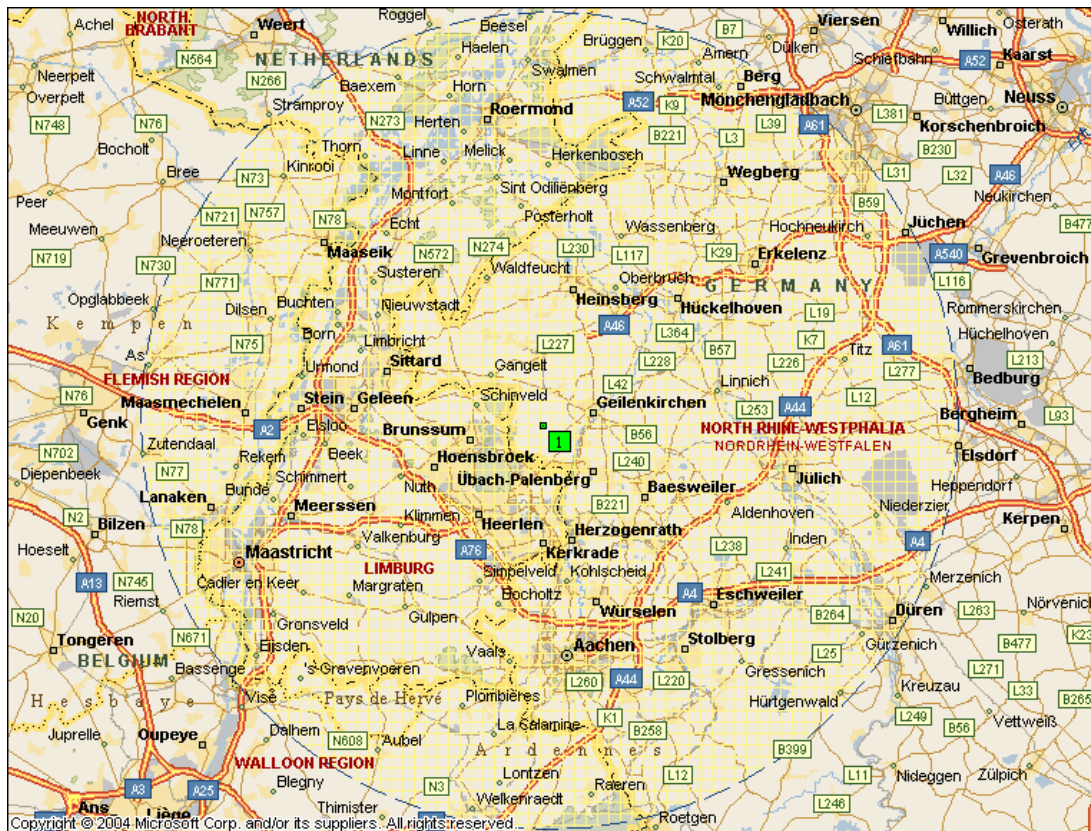 Roggel
NORTH
BRABANT
Achel
Weert
Beesel
B7
Viersen
Willich
Osterath
Haelen
Brüggen
K20
Amern
Dülken
Schiefbahn
A52
Kaarst
N564
NETHERLANDS
Swalmen
Neerpelt
N266
Baexem
Horn
Schwalmtal
Berg
Overpelt
Stramproy
Roermond
A52
K9
Mönchengladbach
Büttgen
Neuss
N748
N76
N273
Herten
B221
L3
L39
A61
L381
Korschenbroich
Bocholt
Thorn
Linne
Melick
Herkenbosch
B230
Bree
Kinrooi
N73
Wegberg
L31
L32
A46
Peer
Montfort
Sint Odiliënberg
B59
Neukirchen
N721
N757
N78
Echt
Posterholt
Wassenberg
Hochneukirch
Jüchen
B477
Meeuwen
Neeroeteren
Maaseik
N572
N274
L230
L117
K29
Erkelenz
A540
Grevenbroich
N719
N730
Susteren
Waldfeucht
Oberbruch
GERMANY
L116
N771
Opglabbeek
Buchten
Nieuwstadt
Heinsberg
Hückelhoven
Rommerskirchen
Kempen
Dilsen
Born
A46
L364
L19
Hüchelhoven
N75
Limbricht
L227
K7
A61
As
Urmond
Sittard
Gangelt
L228
B57
L226
Titz
L213
FLEMISH REGION
L42
Linnich
L277
Bedburg
N76
Maasmechelen
Stein
Geleen
Schinveld
Geilenkirchen
L253
A44
L12
Bergheim
L93
Genk
A2
Elsloo
Brunssum
1
B56
NORTH RHINE-WESTPHALIA
NORDRHEIN-WESTFALEN
Zutendaal
Rekem
Beek
Hoensbroek
L240
Elsdorf
N702
Diepenbeek
N77
Schimmert
Übach-Palenberg
Jülich
Heppendorf
Lanaken
Bunde
Nuth
B221
Baesweiler
Niederzier
N2
N78
Meerssen
Klimmen
Heerlen
Herzogenrath
Aldenhoven
Kerpen
Bilzen
Hoeselt
Maastricht
Valkenburg
A76
Kerkrade
L238
Inden
A4
A13
N745
Cadier en Keer
LIMBURG
Simpelveld
Kohlscheid
L241
Merzenich
Riemst
Margraten
Bocholtz
A4
Eschweiler
N20
Gronsveld
Gulpen
Würselen
B264
Düren
L263
Nörvenich
Tongeren
N671
Eijsden
Vaals
Aachen
Stolberg
Gürzenich
B477
K23
BELGIUM
Bassenge
's-Gravenvoeren
L25
L271
Hesbaye
Visé
Pays de Herve
Plombières
L260
A44
L220
Gressenich
Kreuzau
L33
B265
Hürtgenwald
Juprelle
Oupeye
Dalhem
N608
Aubel
La Calamine
K1
B258
L249
B56
Vettweiß
Ardennes
B399
WALLOON REGION
Lontzen
L12
L11
Nideggen
Zülpich
A3
A25
Blegny
N3
Raeren
Ans
Liège
Thimister
Welkenraedt
Roetgen
L246
Copyright © 2004 Microsoft Corp. and/or its suppliers. All rights reserved.